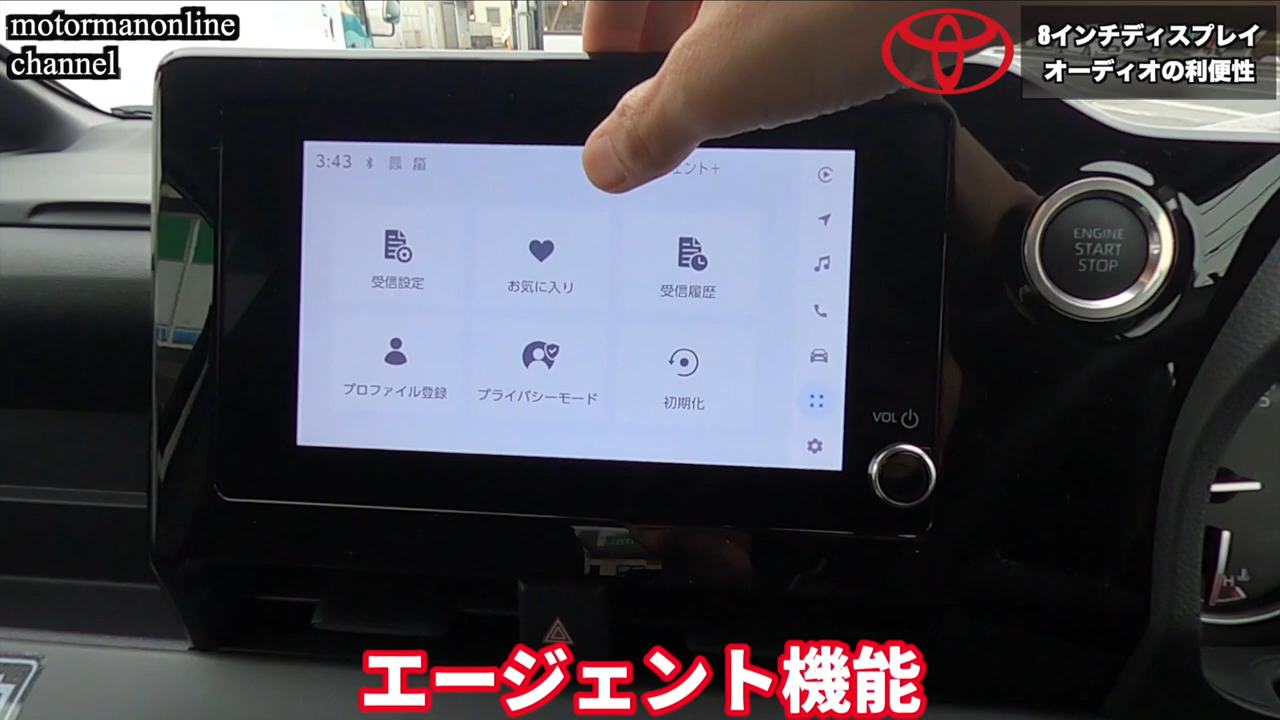 motormanonline
channel
8インチディスプレイ
オーディオの利便性
3:43
ェント+
受信設定
お気に入り
受信履歴
プロファイル登録
プライバシーモード
初期化
ENGINE
START
STOP
VOL
H
エージェント機能